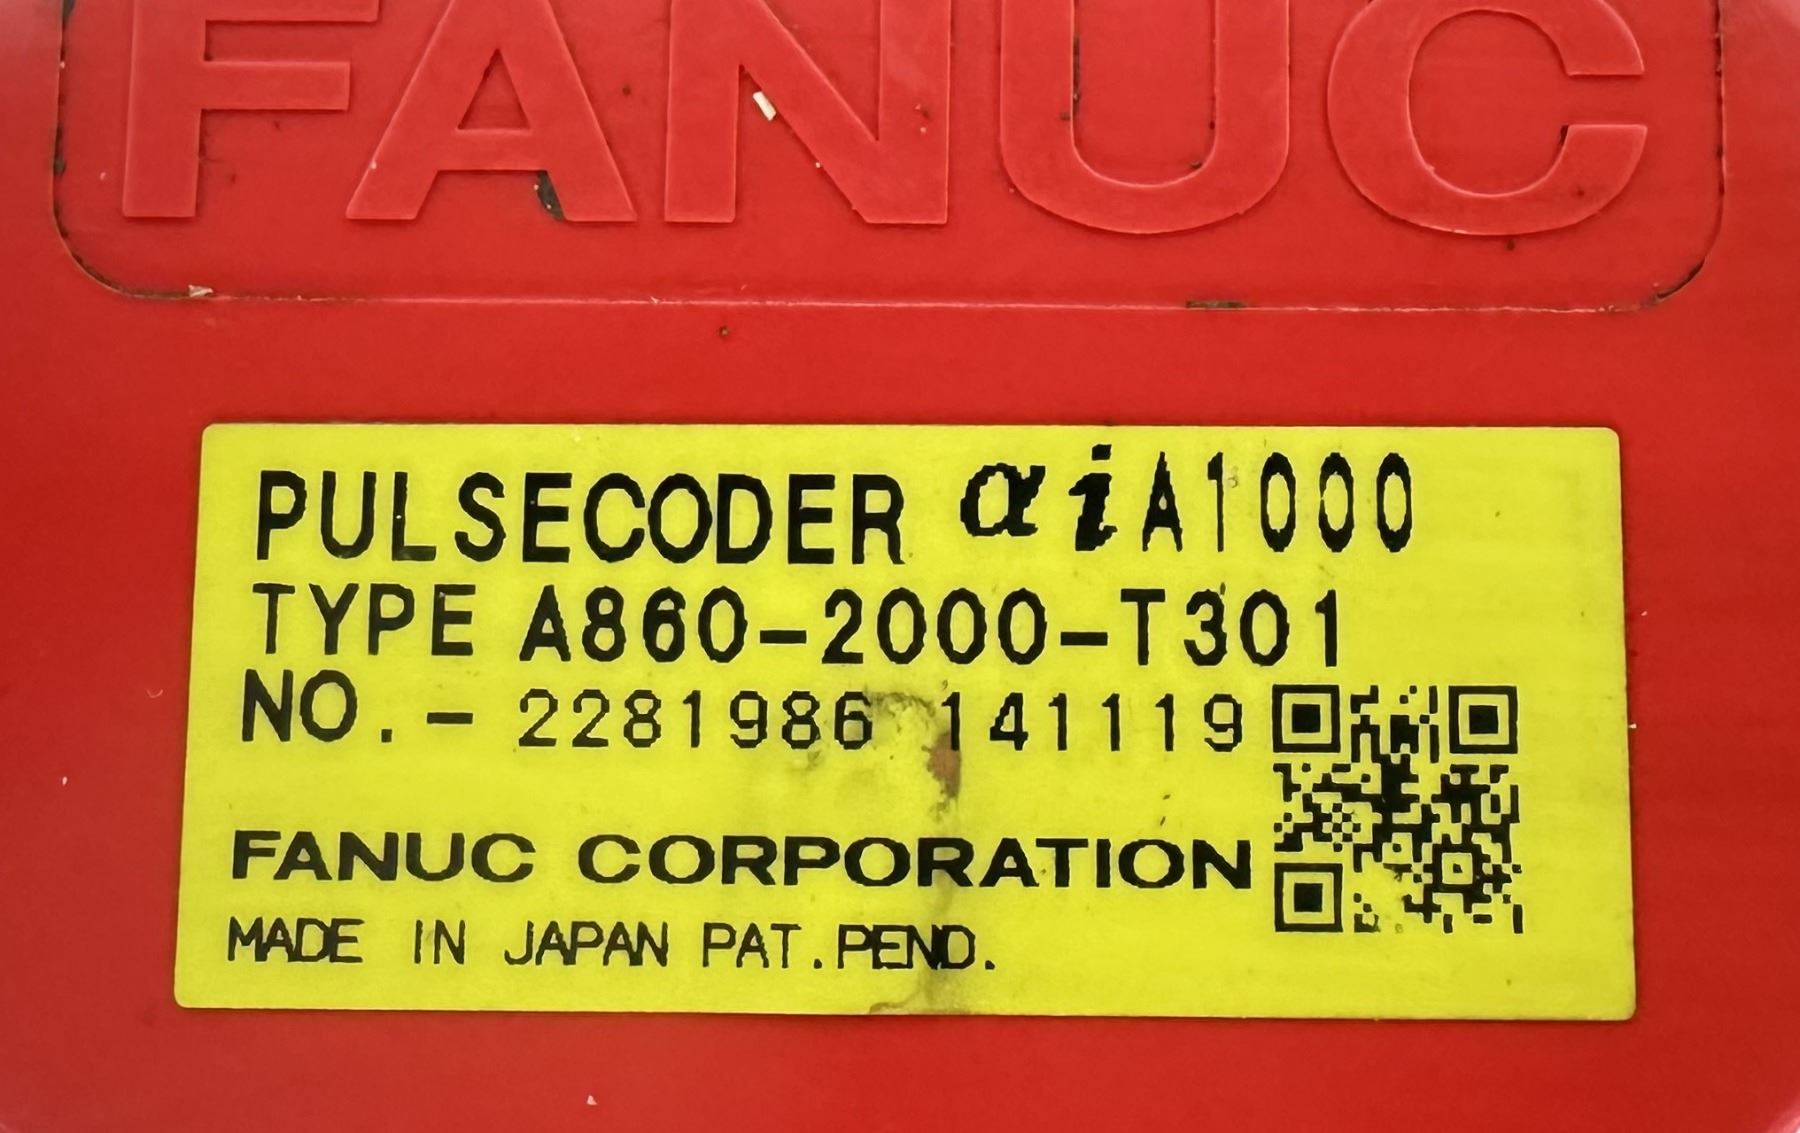 FANUC
PULSECODER αiA1000
TYPE A860-2000-T301
NO.- 2281986 141119
FANUC CORPORATION
MADE IN JAPAN PAT.PEND.